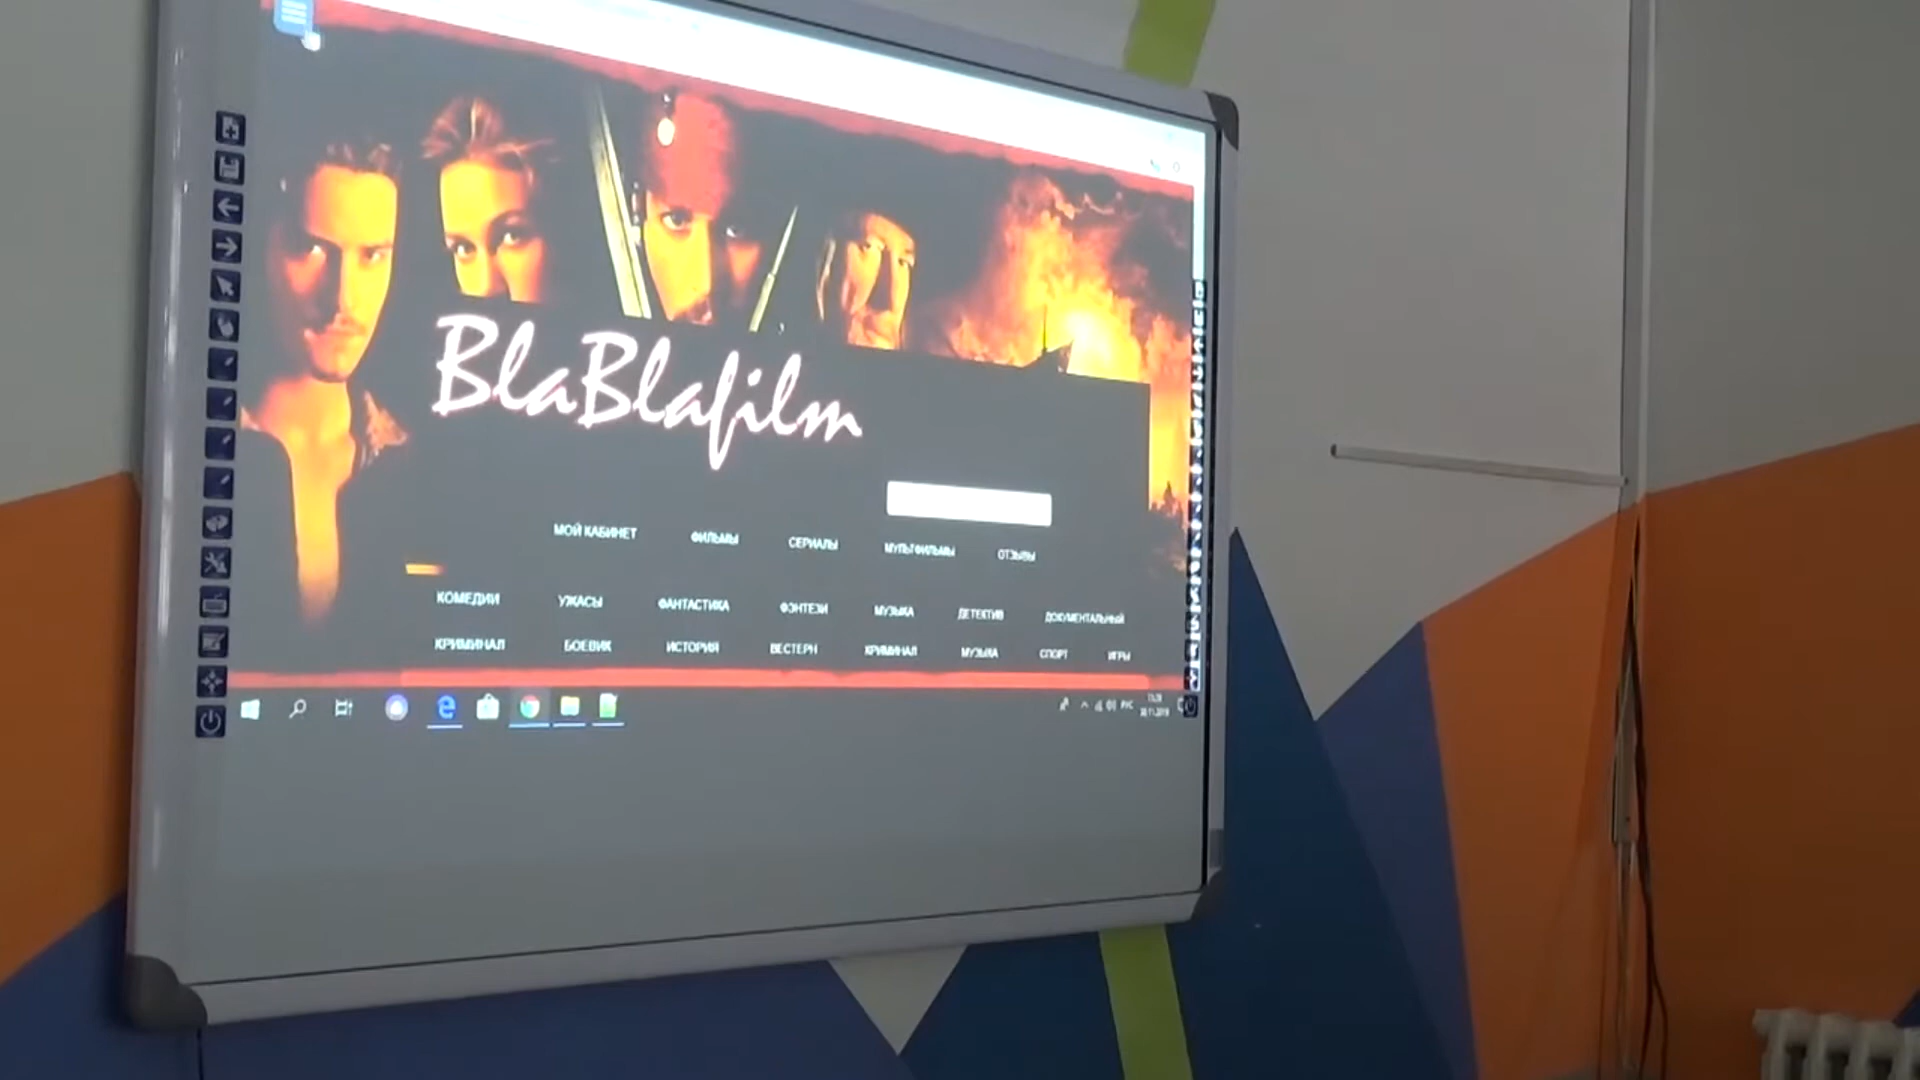 BlaBlafilm
МОЙ КАБИНЕТ ФИЛЬМЫ СЕРИАЛЫ МУЛЬТФИЛЬМЫ ОТЗЫВЫ
КОМЕДИИ УЖАСЫ ФАНТАСТИКА ФЭНТЕЗИ МУЗЫКА ДЕТЕКТИВ ДОКУМЕНТАЛЬНЫЙ
КРИМИНАЛ БОЕВИК ИСТОРИЯ ВЕСТЕРН КРИМИНАЛ МУЗЫКА СПОРТ ИГРЫ
РУС